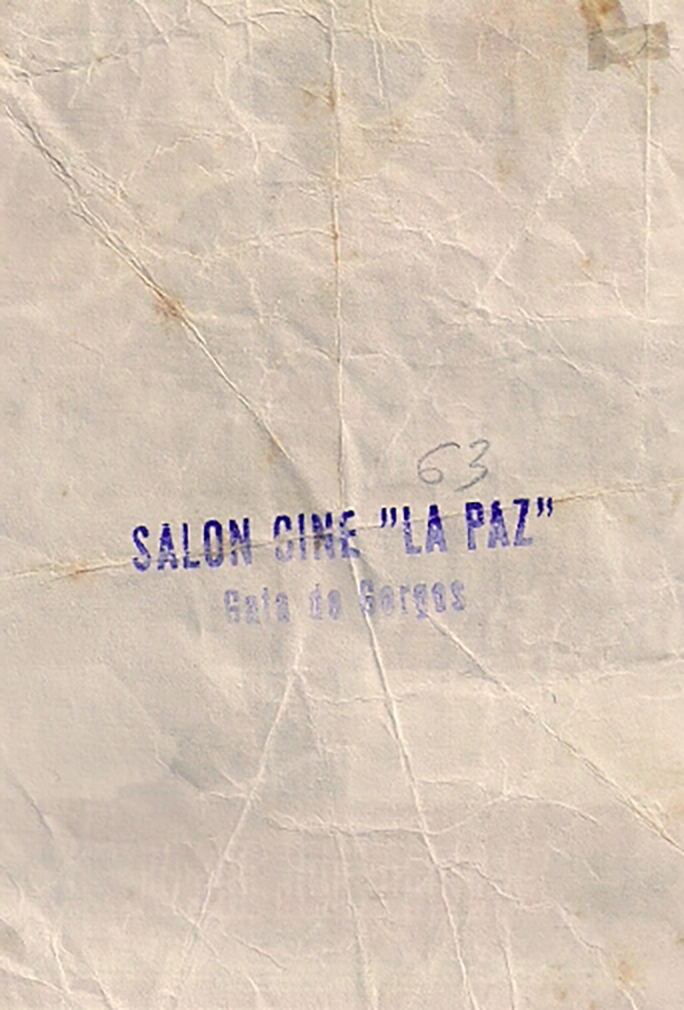 63
SALON CINE "LA PAZ"
Gata de Gorgos